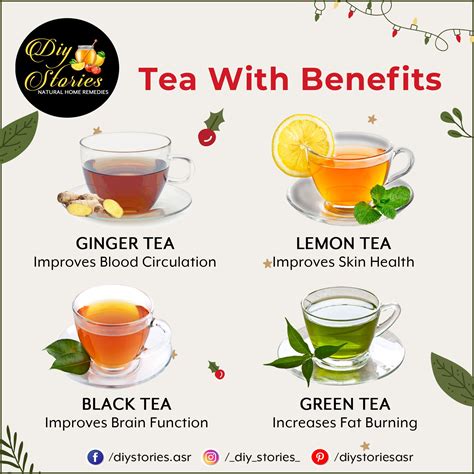 Diy
Stories
NATURAL HOME REMEDIES
Tea With Benefits
GINGER TEA
Improves Blood Circulation
LEMON TEA
Improves Skin Health
BLACK TEA
Improves Brain Function
GREEN TEA
Increases Fat Burning
/diystories.asr
/_diy_stories_
/diystoriesasr